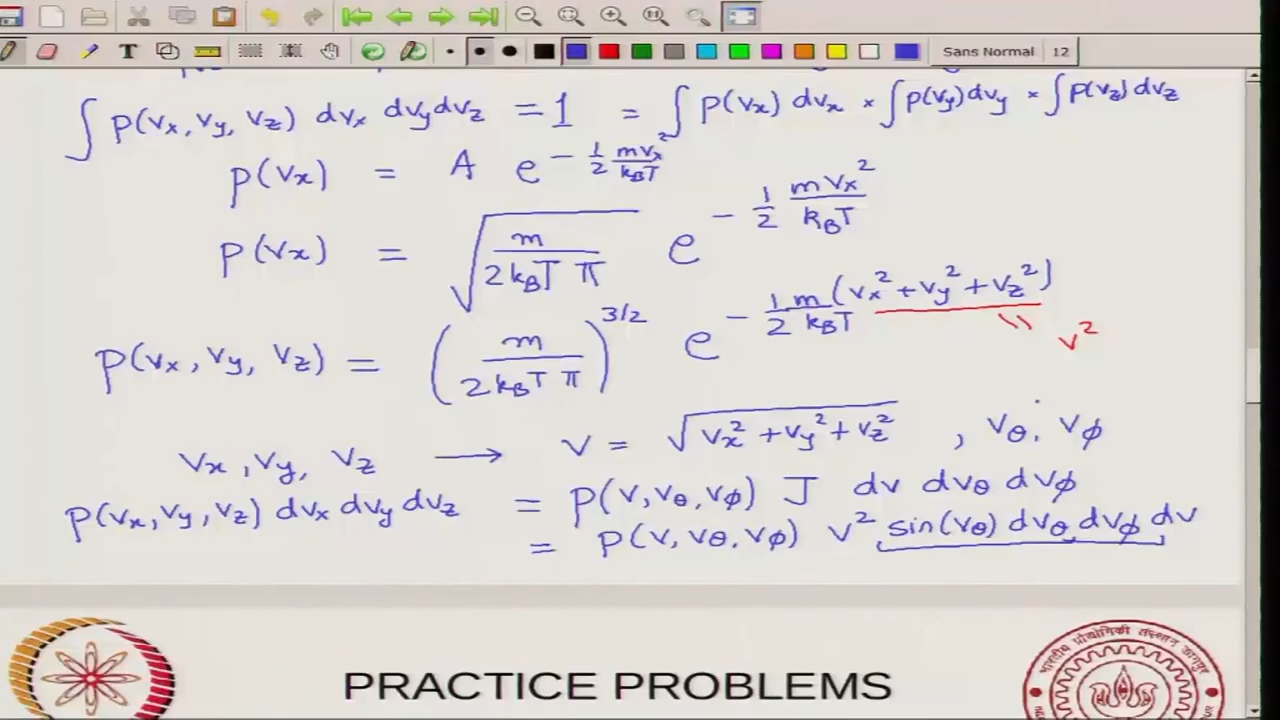 Sans Normal 12
∫ p(vx, vy, vz) dvx dvy dvz = 1 = ∫ p(vx) dvx × ∫ p(vy) dvy × ∫ p(vz) dvz
p(vx) = A e^{-1/2 mvx²/kBT}
p(vx) = √(m/(2kBT π)) e^{-1/2 mvx²/kBT}
p(vx, vy, vz) = (m/(2kBT π))^{3/2} e^{-1/2 m/kBT (vx²+vy²+vz²)}
v²
vx, vy, vz → v = √(vx²+vy²+vz²) , vθ, vφ
p(vx, vy, vz) dvx dvy dvz = p(v, vθ, vφ) J dv dvθ dvφ
= p(v, vθ, vφ) v² sin(vθ) dvθ dvφ dv
PRACTICE PROBLEMS